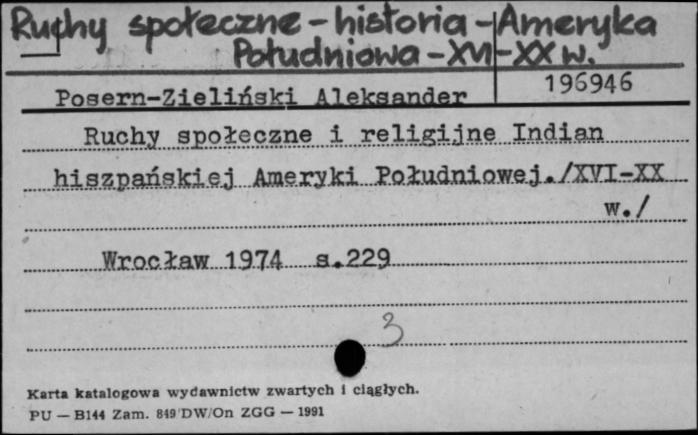 Ruchy społeczne – historia – Ameryka
Południowa – XVI – XX w.
196946
Posern-Zieliński Aleksander
Ruchy społeczne i religijne Indian
hiszpańskiej Ameryki Południowej./XVI-XX
w./
Wrocław 1974 s.229
3
Karta katalogowa wydawnictw zwartych i ciągłych.
PU — B144 Zam. 849/DW/On ZGG — 1991